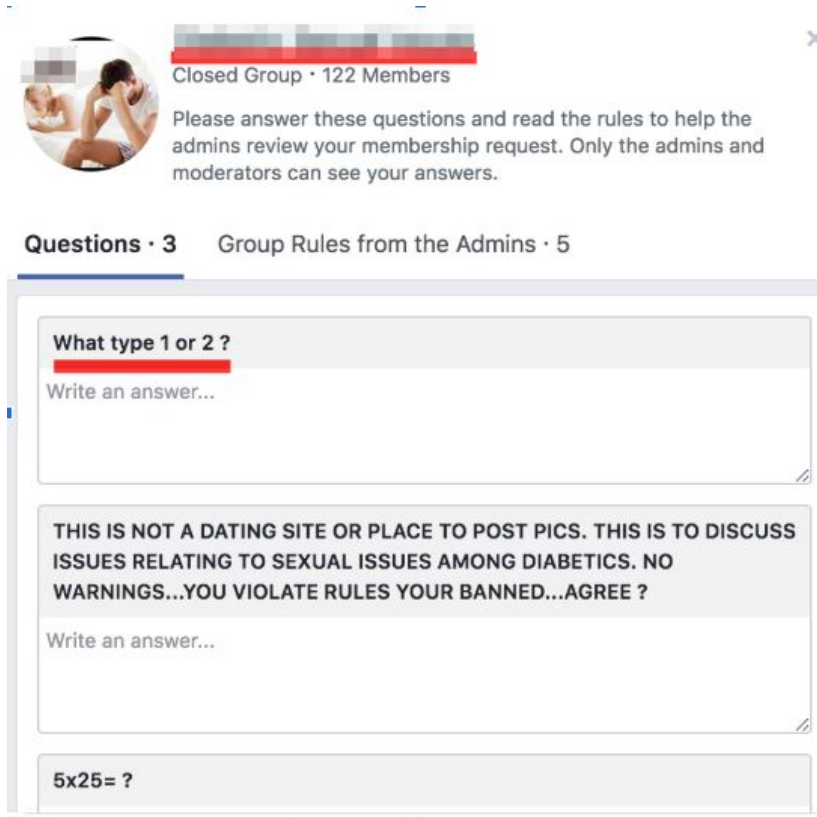 Closed Group · 122 Members
Please answer these questions and read the rules to help the
admins review your membership request. Only the admins and
moderators can see your answers.
Questions · 3
Group Rules from the Admins · 5
What type 1 or 2 ?
Write an answer...
THIS IS NOT A DATING SITE OR PLACE TO POST PICS. THIS IS TO DISCUSS
ISSUES RELATING TO SEXUAL ISSUES AMONG DIABETICS. NO
WARNINGS...YOU VIOLATE RULES YOUR BANNED...AGREE ?
Write an answer...
5x25= ?